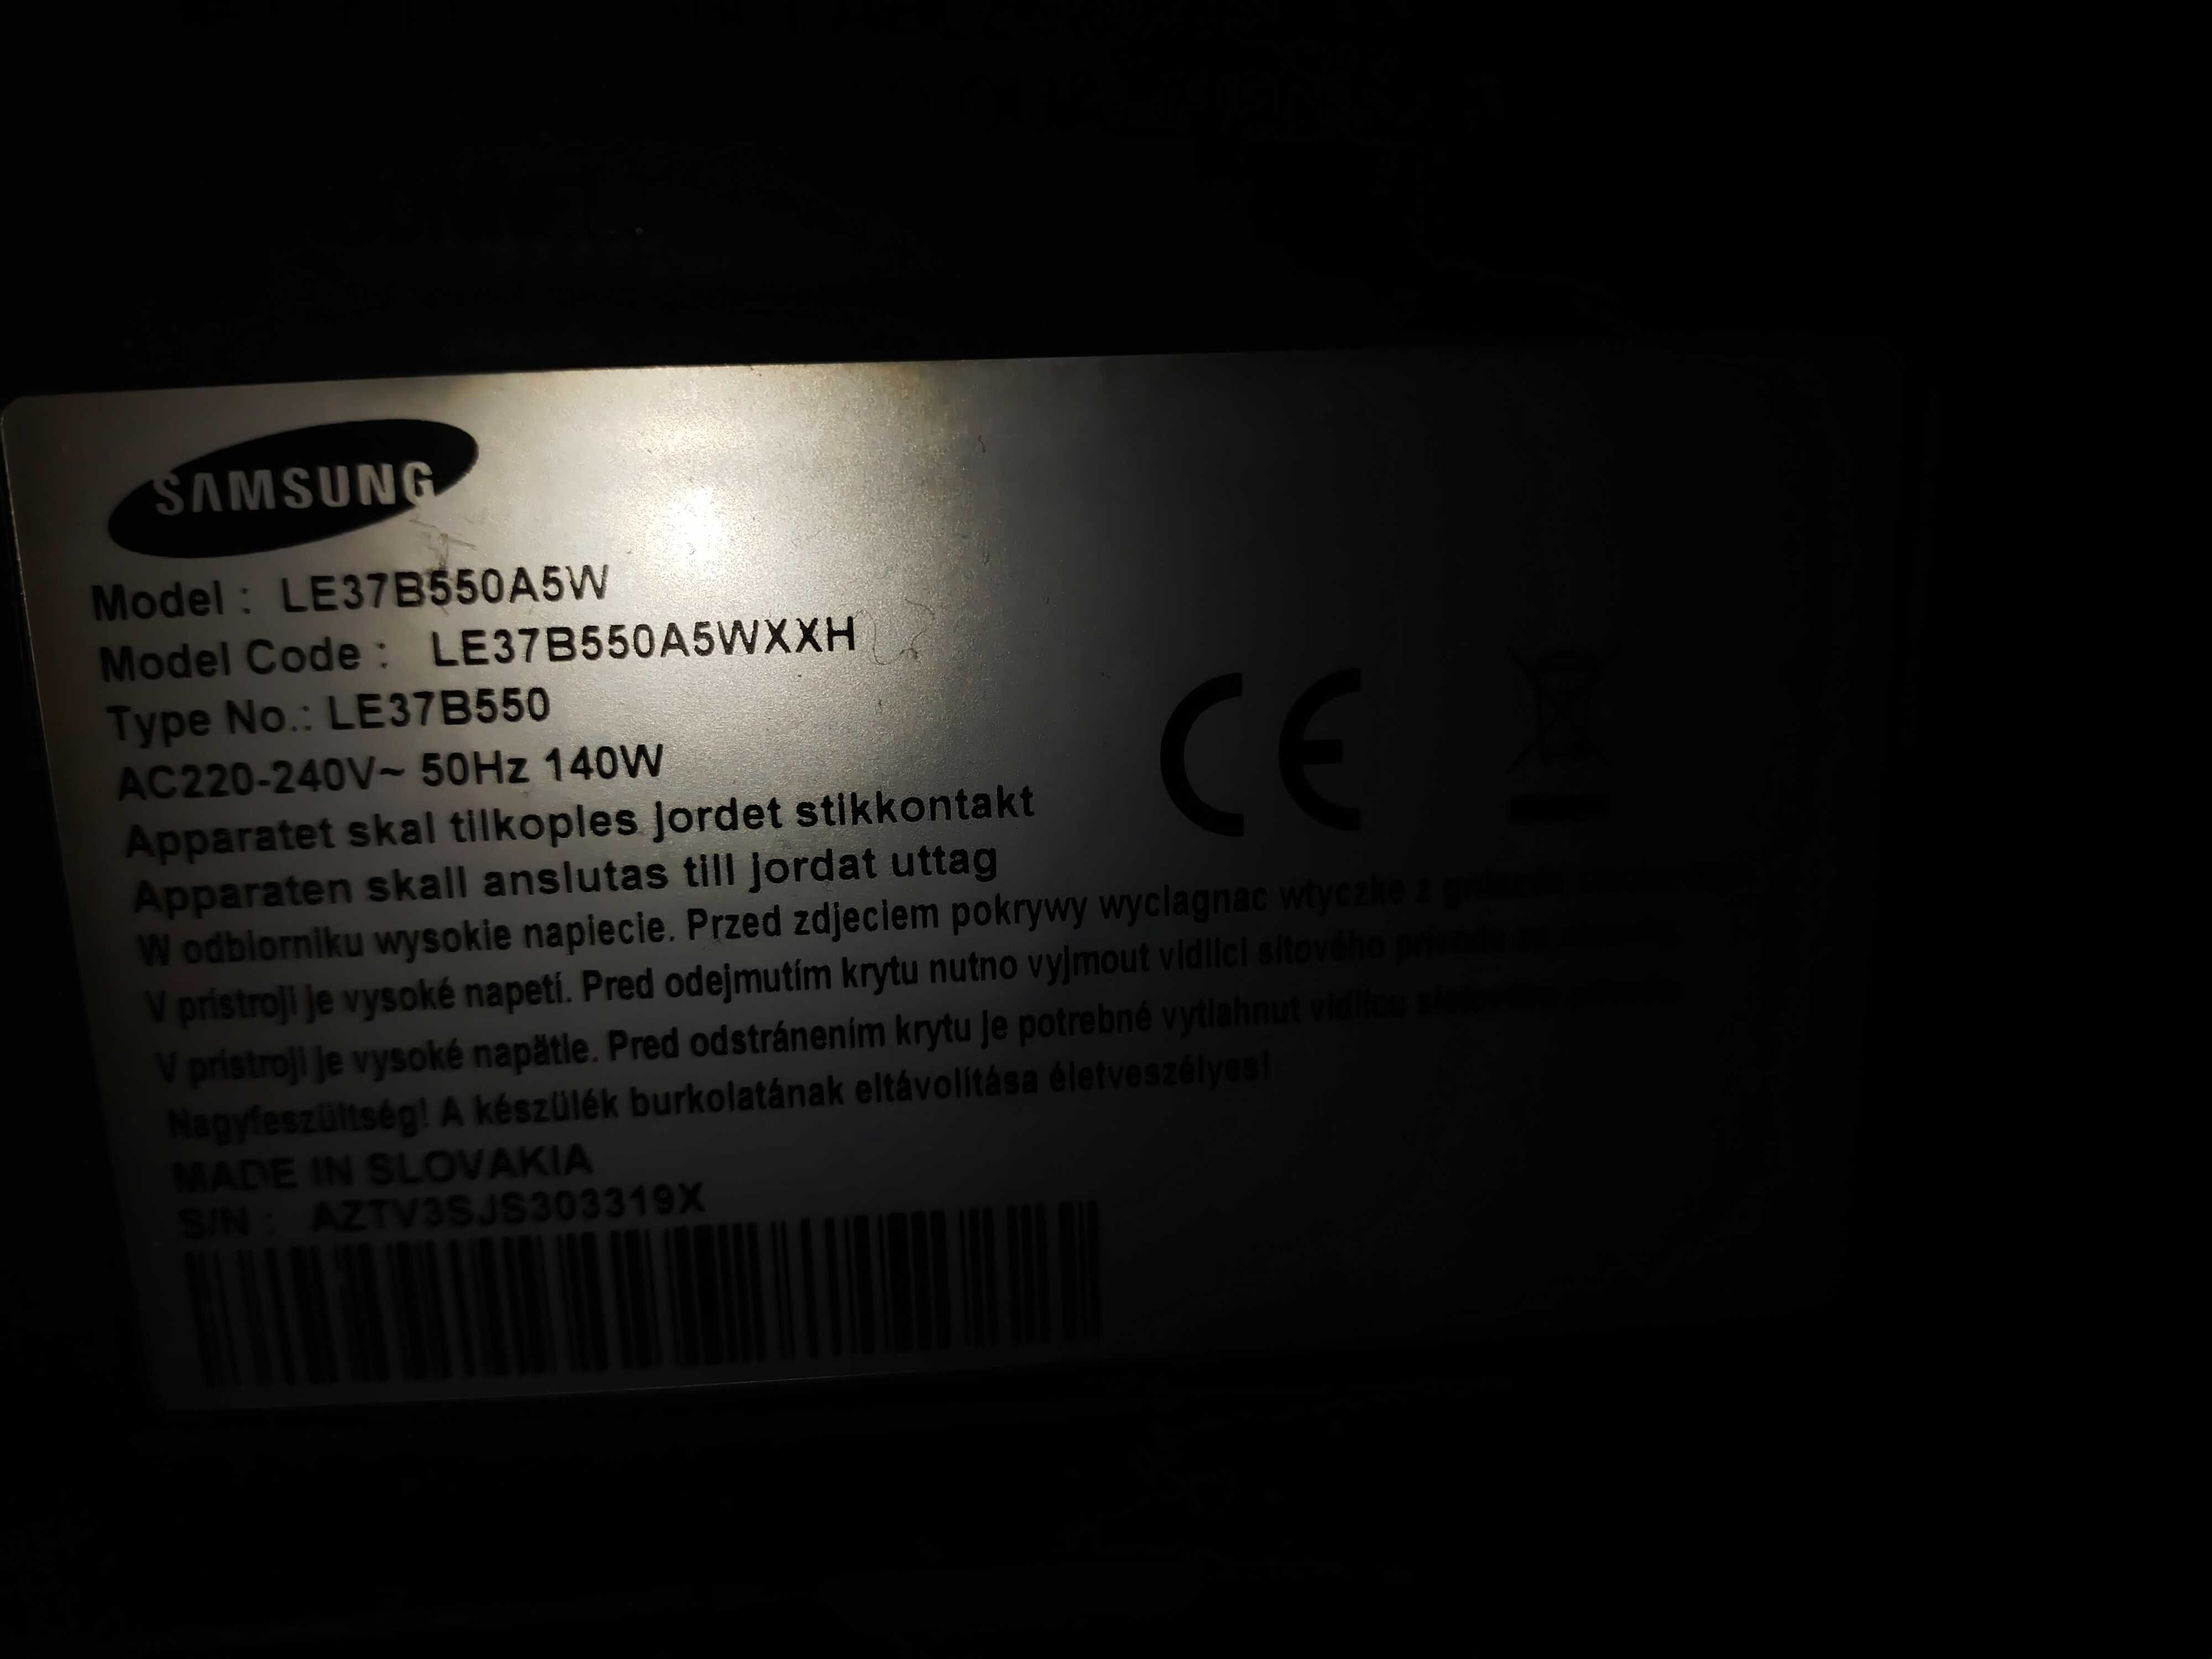 SAMSUNG
Model : LE37B550A5W
Model Code : LE37B550A5WXXH
Type No.: LE37B550
AC220-240V~ 50Hz 140W
Apparatet skal tilkoples jordet stikkontakt
Apparaten skall anslutas till jordat uttag
W odbiorniku wysokie napiecie. Przed zdjeciem pokrywy wyciagnac wtyczke z
V prístroji je vysoké napetí. Pred odejmutím krytu nutno vyjmout vidlici sítového
V prístroji je vysoké napätie. Pred odstránením krytu je potrebné vytiahnut vidlicu
Nagyfeszültség! A készülék burkolatának eltávolítása életveszélyes!
MADE IN SLOVAKIA
S/N : AZTV3SJS303319X
CE